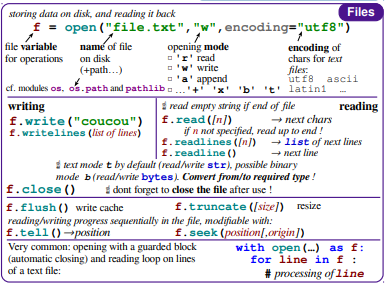 storing data on disk, and reading it back
Files
f = open("file.txt","w",encoding="utf8")
file variable
for operations
name of file
on disk
(+path…)
opening mode
□ 'r' read
□ 'w' write
□ 'a' append
□ …'+' 'x' 'b' 't'
encoding of
chars for text
files:
utf8 ascii
latin1 …
cf. modules os, os.path and pathlib
writing
f.write("coucou")
f.writelines(list of lines)
read empty string if end of file
reading
f.read([n]) → next chars
if n not specified, read up to end !
f.readlines([n]) → list of next lines
f.readline() → next line
text mode t by default (read/write str), possible binary
mode b (read/write bytes). Convert from/to required type !
f.close() dont forget to close the file after use !
f.flush() write cache
f.truncate([size]) resize
reading/writing progress sequentially in the file, modifiable with:
f.tell()→position
f.seek(position[,origin])
Very common: opening with a guarded block
(automatic closing) and reading loop on lines
of a text file:
with open(…) as f:
for line in f :
# processing of line